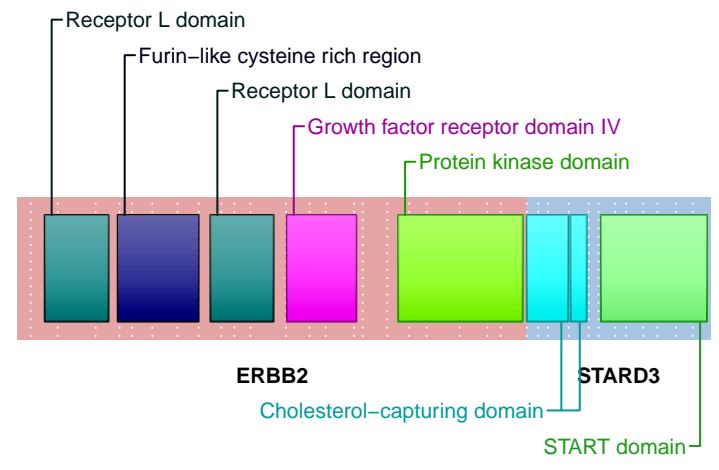 Receptor L domain
Furin−like cysteine rich region
Receptor L domain
Growth factor receptor domain IV
Protein kinase domain
ERBB2
STARD3
Cholesterol−capturing domain
START domain